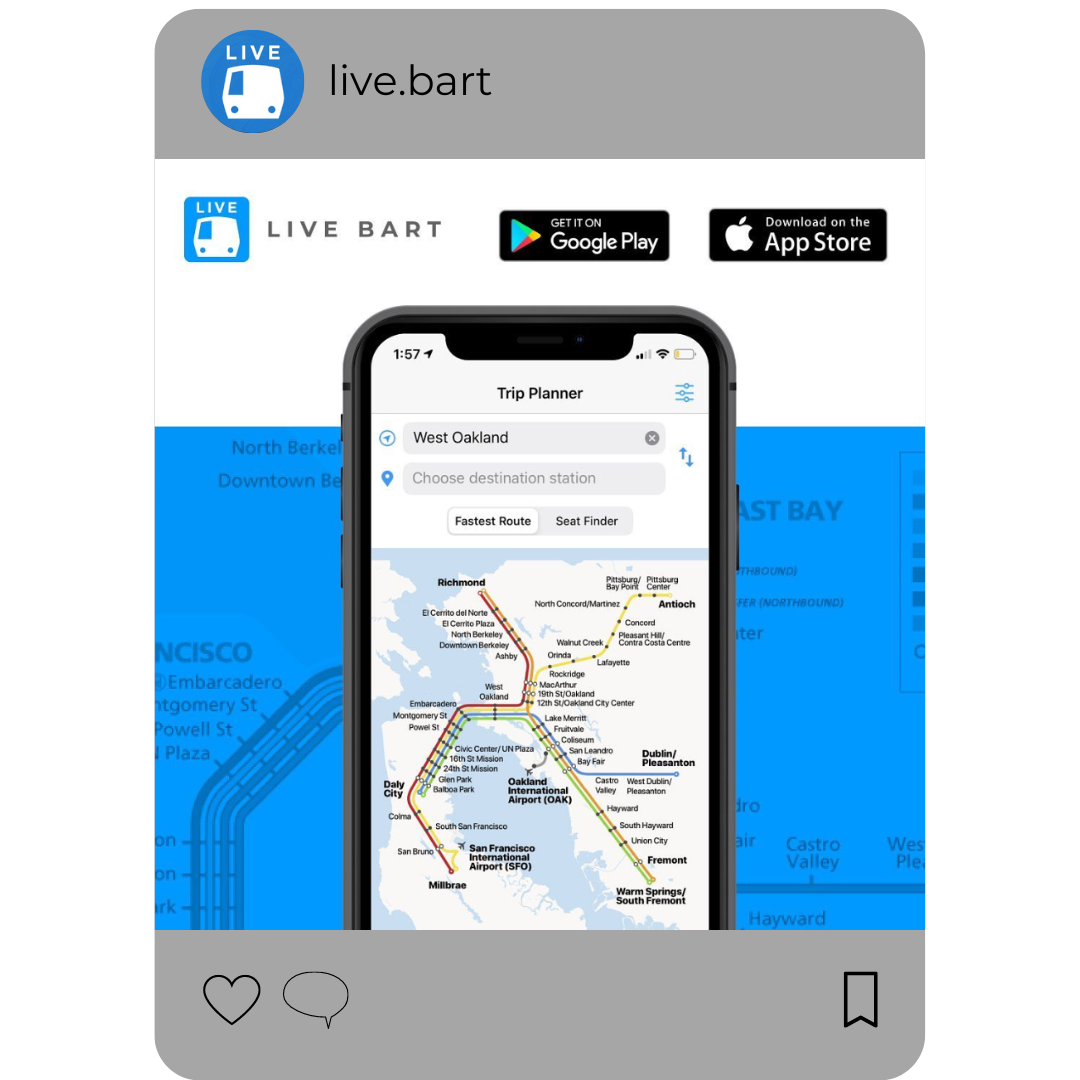 LIVE
live.bart
LIVE
LIVE BART
GET IT ON
Google Play
Download on the
App Store
1:57
Trip Planner
West Oakland
Choose destination station
Fastest Route
Seat Finder
North Berkel
Downtown Be
NCISCO
Embarcadero
ntgomery St
Powell St
N Plaza
on
on
rk
AST BAY
THBOUND)
FER (NORTHBOUND)
ter
dro
air
Castro
Valley
Wes
Plea
Hayward
Richmond
El Cerrito del Norte
El Cerrito Plaza
North Berkeley
Downtown Berkeley
Ashby
Pittsburg/
Bay Point
Pittsburg
Center
Antioch
North Concord/Martinez
Concord
Pleasant Hill/
Contra Costa Centre
Walnut Creek
Lafayette
Orinda
Rockridge
MacArthur
19th St/Oakland
12th St/Oakland City Center
West
Oakland
Embarcadero
Montgomery St
Powel St
Civic Center/ UN Plaza
16th St Mission
24th St Mission
Glen Park
Balboa Park
Daly
City
Colma
South San Francisco
San Bruno
San Francisco
International
Airport (SFO)
Millbrae
Lake Merritt
Fruitvale
Coliseum
San Leandro
Bay Fair
Oakland
International
Airport (OAK)
Dublin/
Pleasanton
Castro
Valley
West Dublin/
Pleasanton
Hayward
South Hayward
Union City
Fremont
Warm Springs/
South Fremont